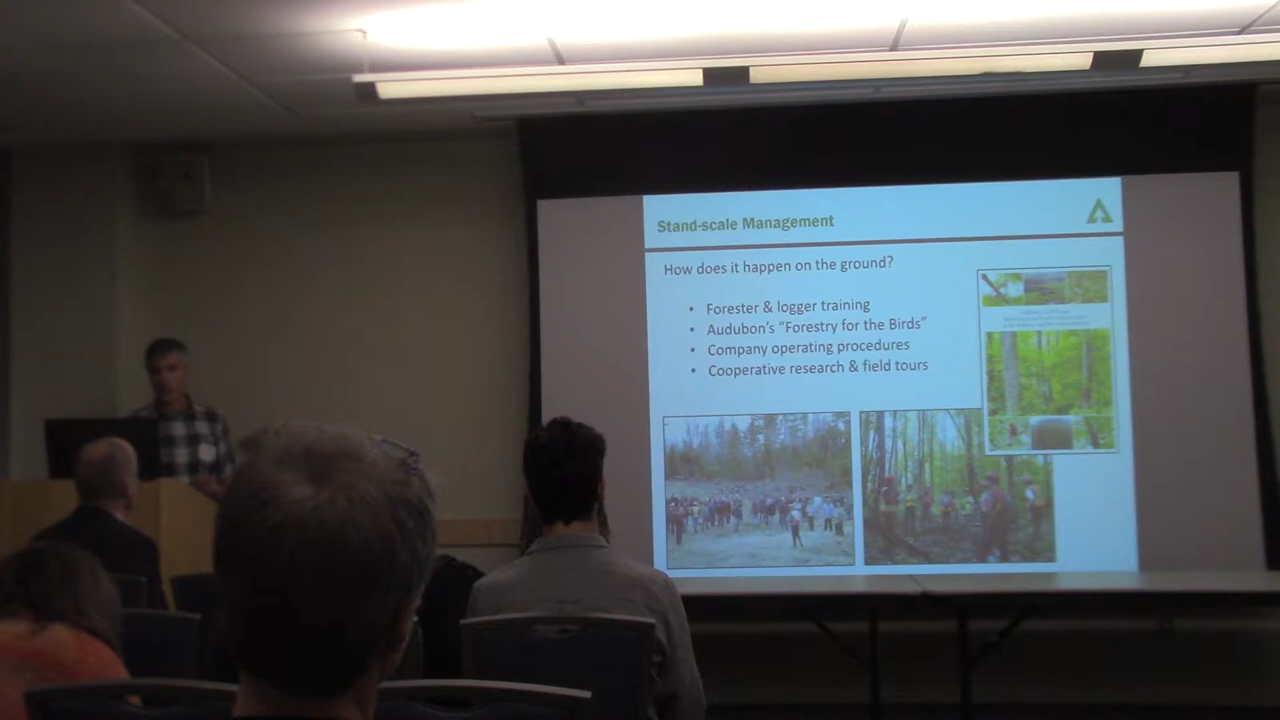 Stand-scale Management
How does it happen on the ground?
• Forester & logger training
• Audubon's "Forestry for the Birds"
• Company operating procedures
• Cooperative research & field tours